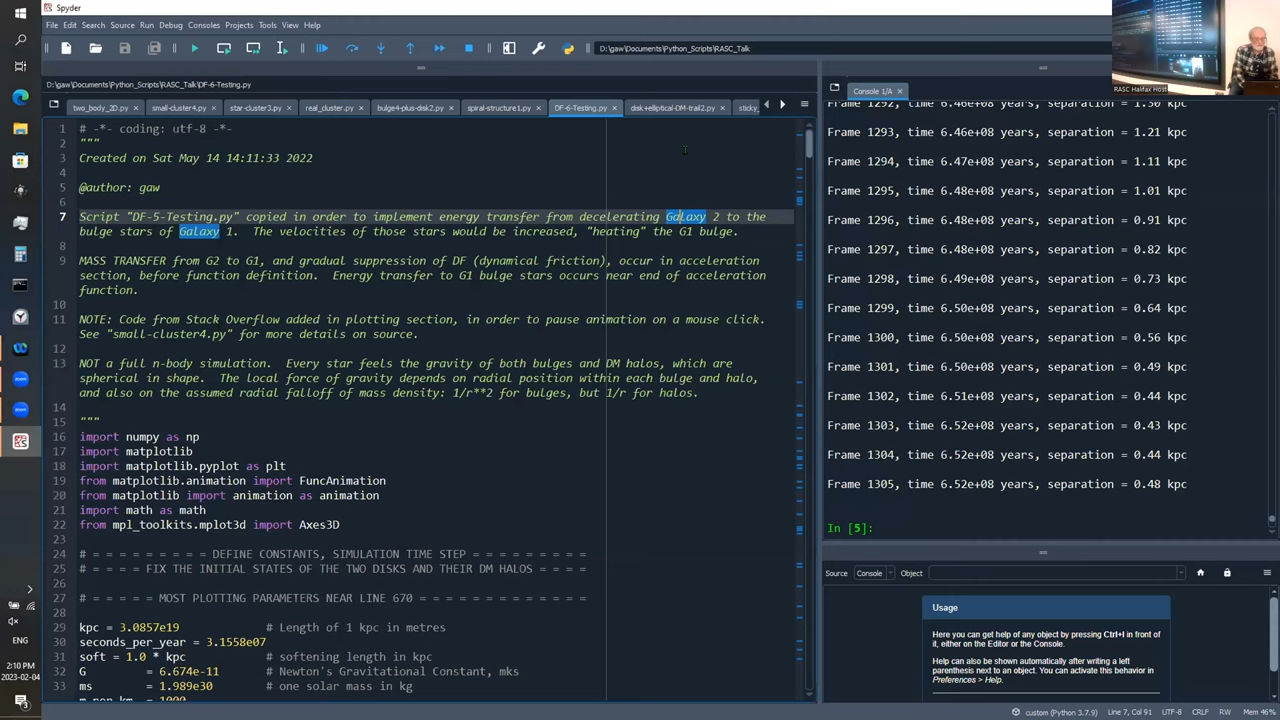 Spyder
File Edit Search Source Run Debug Consoles Projects Tools View Help
D:\gaw\Documents\Python_Scripts\RASC_Talk
RASC Halifax Host
D:\gaw\Documents\Python_Scripts\RASC_Talk\DF-6-Testing.py
two_body_2D.py
small-cluster4.py
star-cluster3.py
real_cluster.py
bulge4-plus-disk2.py
spiral-structure1.py
DF-6-Testing.py
disk+elliptical-DM-trail2.py
sticky
1 # -*- coding: utf-8 -*-
2 """
3 Created on Sat May 14 14:11:33 2022
4
5 @author: gaw
6
7 Script "DF-5-Testing.py" copied in order to implement energy transfer from decelerating Galaxy 2 to the
bulge stars of Galaxy 1. The velocities of those stars would be increased, "heating" the G1 bulge.
8
9 MASS TRANSFER from G2 to G1, and gradual suppression of DF (dynamical friction), occur in acceleration
section, before function definition. Energy transfer to G1 bulge stars occurs near end of acceleration
function.
10
11 NOTE: Code from Stack Overflow added in platting section, in order to pause animation on a mouse click.
See "small-cluster4.py" for more details on source.
12
13 NOT a full n-body simulation. Every star feels the gravity of both bulges and DM halos, which are
spherical in shape. The local force of gravity depends on radial position within each bulge and halo,
and also on the assumed radial falloff of mass density: 1/r**2 for bulges, but 1/r for halos.
14
15 """
16 import numpy as np
17 import matplotlib
18 import matplotlib.pyplot as plt
19 from matplotlib.animation import FuncAnimation
20 from matplotlib import animation as animation
21 import math as math
22 from mpl_toolkits.mplot3d import Axes3D
23
24 # = = = = = = = = = DEFINE CONSTANTS, SIMULATION TIME STEP = = = = = = = = =
25 # = = = = = FIX THE INITIAL STATES OF THE TWO DISKS AND THEIR DM HALOS = = = =
26
27 # = = = = = MOST PLOTTING PARAMETERS NEAR LINE 670 = = = = = = = = = = = = =
28
29 kpc = 3.0857e19 # Length of 1 kpc in metres
30 seconds_per_year = 3.1558e07
31 soft = 1.0 * kpc # softening length in kpc
32 G = 6.674e-11 # Newton's Gravitational Constant, mks
33 ms = 1.989e30 # one solar mass in kg
m_per_km = 1000
Console 1/A
Frame 1292, time 6.46e+08 years, separation = 1.30 kpc
Frame 1293, time 6.46e+08 years, separation = 1.21 kpc
Frame 1294, time 6.47e+08 years, separation = 1.11 kpc
Frame 1295, time 6.48e+08 years, separation = 1.01 kpc
Frame 1296, time 6.48e+08 years, separation = 0.91 kpc
Frame 1297, time 6.48e+08 years, separation = 0.82 kpc
Frame 1298, time 6.49e+08 years, separation = 0.73 kpc
Frame 1299, time 6.50e+08 years, separation = 0.64 kpc
Frame 1300, time 6.50e+08 years, separation = 0.56 kpc
Frame 1301, time 6.50e+08 years, separation = 0.49 kpc
Frame 1302, time 6.51e+08 years, separation = 0.44 kpc
Frame 1303, time 6.52e+08 years, separation = 0.43 kpc
Frame 1304, time 6.52e+08 years, separation = 0.44 kpc
Frame 1305, time 6.52e+08 years, separation = 0.48 kpc
In [5]:
Source Console Object
Usage
Here you can get help of any object by pressing Ctrl+I in front of
it, either on the Editor or the Console.
Help can also be shown automatically after writing a left
parenthesis next to an object. You can activate this behavior in
Preferences > Help.
ENG
2:10 PM
2023-02-04
custom (Python 3.7.9) Line 7, Col 91 UTF-8 CRLF RW Mem 46%